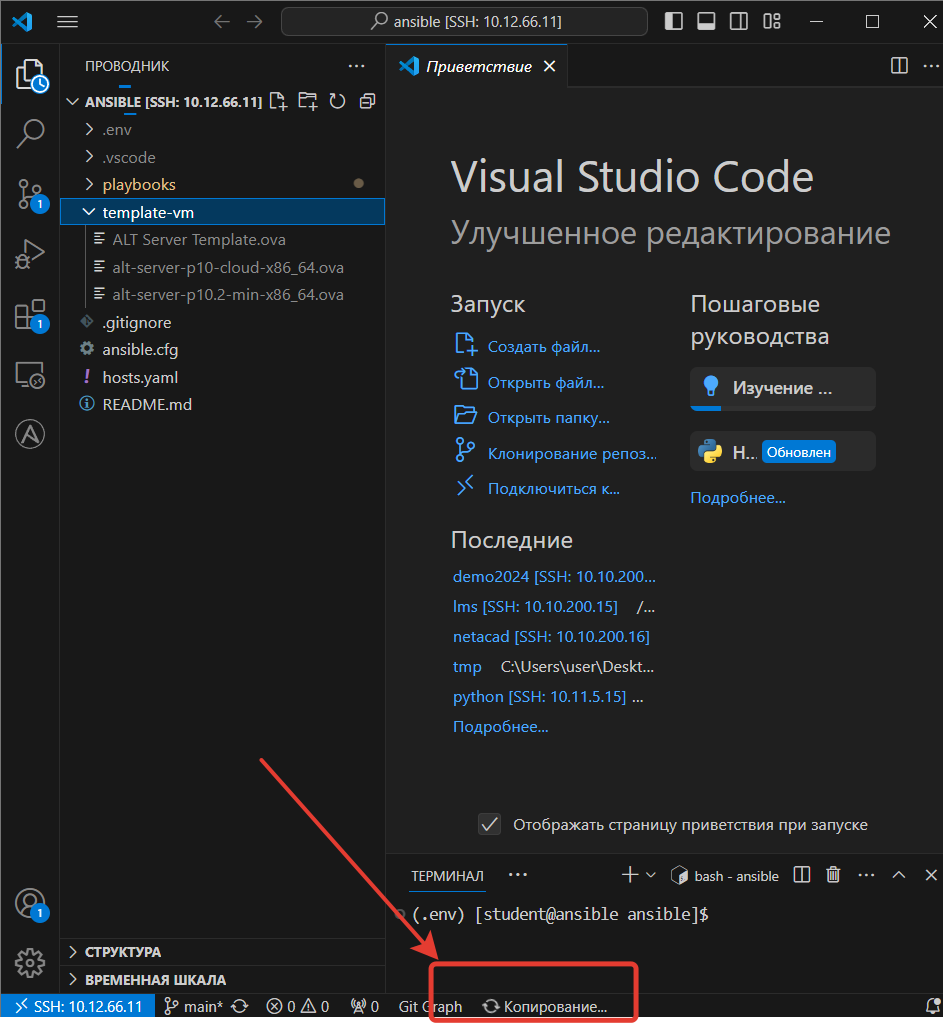 ansible [SSH: 10.12.66.11]
ПРОВОДНИК
ANSIBLE [SSH: 10.12.66.11]
.env
.vscode
playbooks
template-vm
ALT Server Template.ova
alt-server-p10-cloud-x86_64.ova
alt-server-p10.2-min-x86_64.ova
.gitignore
ansible.cfg
hosts.yaml
README.md
1
1
1
СТРУКТУРА
ВРЕМЕННАЯ ШКАЛА
Приветствие
Visual Studio Code
Улучшенное редактирование
Запуск
Создать файл...
Открыть файл...
Открыть папку...
Клонирование репоз...
Подключиться к...
Последние
demo2024 [SSH: 10.10.200...
lms [SSH: 10.10.200.15] /...
netacad [SSH: 10.10.200.16]
tmp C:\Users\user\Deskt...
python [SSH: 10.11.5.15] ...
Подробнее...
Пошаговые
руководства
Изучение ...
Н... Обновлен
Подробнее...
Отображать страницу приветствия при запуске
ТЕРМИНАЛ
bash - ansible
(.env) [student@ansible ansible]$
SSH: 10.12.66.11 main* 0 0 0 Git Graph Копирование...